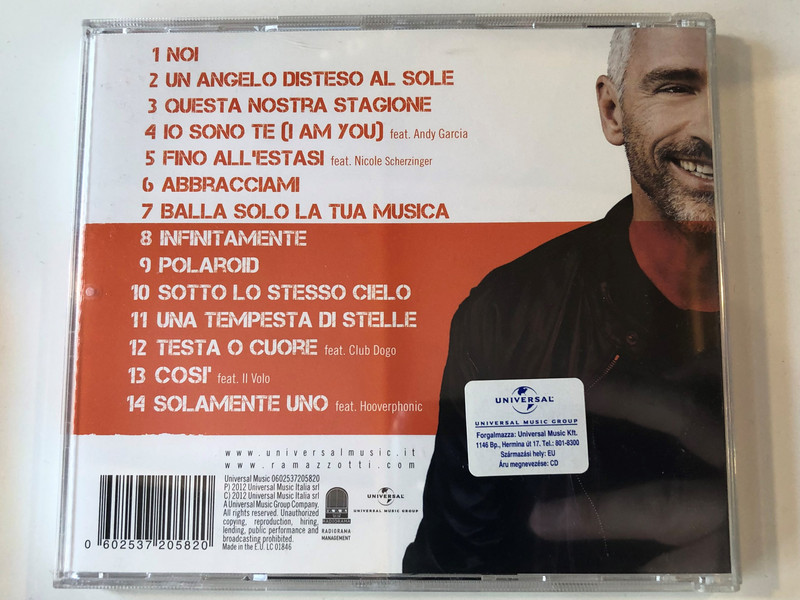 1 NOI
2 UN ANGELO DISTESO AL SOLE
3 QUESTA NOSTRA STAGIONE
4 IO SONO TE (I AM YOU) feat. Andy Garcia
5 FINO ALL'ESTASI feat. Nicole Scherzinger
6 ABBRACCIAMI
7 BALLA SOLO LA TUA MUSICA
8 INFINITAMENTE
9 POLAROID
10 SOTTO LO STESSO CIELO
11 UNA TEMPESTA DI STELLE
12 TESTA O CUORE feat. Club Dogo
13 COSI' feat. Il Volo
14 SOLAMENTE UNO feat. Hooverphonic
www.universalmusic.it
www.ramazzotti.com
Universal Music 0602537205820
P) 2012 Universal Music Italia srl
C) 2012 Universal Music Italia srl
A Universal Music Group Company.
All rights reserved. Unauthorized
copying, reproduction, hiring,
lending, public performance and
broadcasting prohibited.
Made in the E.U. LC 01846
0 602537 205820
RADIORAMA
RADIORAMA
MANAGEMENT
UNIVERSAL
UNIVERSAL MUSIC GROUP
UNIVERSAL
UNIVERSAL MUSIC GROUP
Forgalmazza: Universal Music Kft.
1146 Bp., Hermina út 17. Tel.: 801-8300
Származási hely: EU
Áru megnevezése: CD